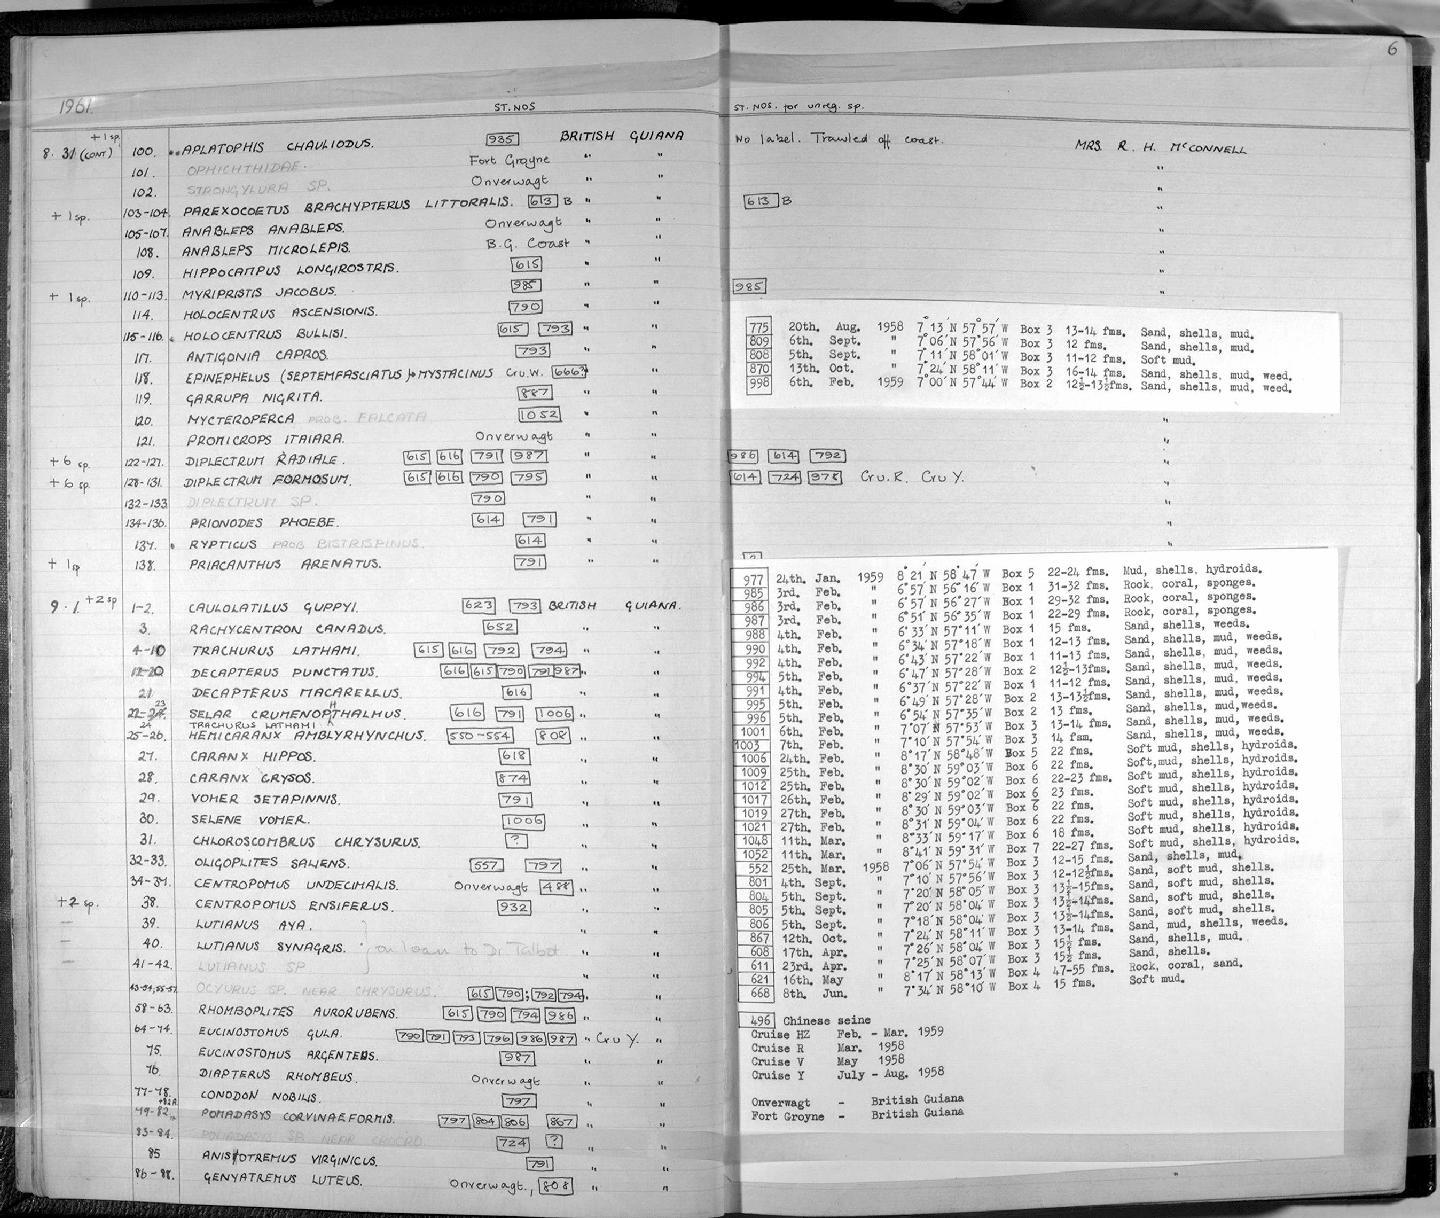 6
1961
ST. NOS
ST. NOS. for unreg. sp.
+ 1 sp.
8. 31 (CONT) 100. APLATOPHIS CHAULIODUS. 935 BRITISH GUIANA No label. Trawled off coast. MRS. R. H. McCONNELL
101. OPHICHTHIDAE. Fort Groyne " " "
102. STRONGYLURA SP. Onverwagt " "
+ 1 sp. 103-104. PAREXOCOETUS BRACHYPTERUS LITTORALIS. 613 B " " 613 B "
105-107. ANABLEPS ANABLEPS. Onverwagt " " "
108. ANABLEPS MICROLEPIS. B.G. Coast " " "
109. HIPPOCAMPUS LONGIROSTRIS. 615 " " "
+ 1 sp. 110-113. MYRIPRISTIS JACOBUS. 985 " " 985 "
114. HOLOCENTRUS ASCENSIONIS. 790 " "
115-116. HOLOCENTRUS BULLISI. 615 793 " "
117. ANTIGONIA CAPROS. 793 " "
118. EPINEPHELUS (SEPTEMFASCIATUS) MYSTACINUS Cru.W. 666? " "
119. GARRUPA NIGRITA. 887 " "
120. MYCTEROPERCA PROB. FALCATA 1052 " " "
121. PROMICROPS ITAIARA. Onverwagt " " "
+ 6 sp. 122-127. DIPLECTRUM RADIALE. 615 616 791 987 " " 986 614 792 "
+ 6 sp. 128-131. DIPLECTRUM FORMOSUM. 615 616 790 795 " " 614 724 978 Cru.R. Cru Y. "
132-133 DIPLECTRUM SP. 790 " " "
134-136. PRIONODES PHOEBE. 614 791 " " "
137. RYPTICUS PROB BISTRISPINUS. 614 " " "
+ 1 sp 138. PRIACANTHUS ARENATUS. 791 " " ?
9. 1. +2 sp 1-2. CAULOLATILUS GUPPYI. 623 793 BRITISH GUIANA.
3. RACHYCENTRON CANADUS. 652 " "
4-10 TRACHURUS LATHAMI. 615 616 792 794 " "
12-20 DECAPTERUS PUNCTATUS. 616 615 790 791 987 " "
21 DECAPTERUS MACARELLUS. 616 " "
22-23 SELAR CRUMENOPHTHALMUS. 616 791 1006 " "
24 TRACHURUS LATHAMI
25-26. HEMICARANX AMBLYRHYNCHUS. 550-554 808 " "
27. CARANX HIPPOS. 618 " "
28. CARANX CRYSOS. 874 " "
29. VOMER SETAPINNIS. 791 " "
30. SELENE VOMER. 1006 " "
31. CHLOROSCOMBRUS CHRYSURUS. ? " "
32-33. OLIGOPLITES SALIENS. 557 797 " "
34-37. CENTROPOMUS UNDECIMALIS. Onverwagt 488 " "
+2 sp. 38. CENTROPOMUS ENSIFERUS. 932 " "
— 39. LUTIANUS AYA. " "
— 40. LUTIANUS SYNAGRIS. } on loan to Dr Talbot " "
— 41-42. LUTIANUS SP " "
43-54, 55-57. OCYURUS SP. NEAR CHRYSURUS. 615 790; 792 794 " "
58-63. RHOMBOPLITES AURORUBENS. 615 790 794 986 " "
64-74. EUCINOSTOMUS GULA. 790 791 793 796 986 987 " Cru Y. "
75. EUCINOSTOMUS ARGENTEUS. 987 " "
76. DIAPTERUS RHOMBEUS. Onverwagt " "
77-78. CONODON NOBILIS. 797 " "
79-82. POMADASYS CORVINAEFORMIS. 797 804 806 867 " "
83-84. POMADASYS SP. NEAR CROCRO. 724 ? " "
85 ANISOTREMUS VIRGINICUS. 791 " "
86-88. GENYATREMUS LUTEUS. Onverwagt., 808 " "
775 20th. Aug. 1958 7°13'N 57°57'W Box 3 13-14 fms. Sand, shells, mud.
809 6th. Sept. " 7°06'N 57°56'W Box 3 12 fms. Sand, shells, mud.
808 5th. Sept. " 7°11'N 58°01'W Box 3 11-12 fms. Soft mud.
870 13th. Oct. " 7°24'N 58°11'W Box 3 16-14 fms. Sand, shells, mud, weed.
998 6th. Feb. 1959 7°00'N 57°44'W Box 2 12½-13½fms. Sand, shells, mud, weed.
977 24th. Jan. 1959 8°21'N 58°47'W Box 5 22-24 fms. Mud, shells, hydroids.
985 3rd. Feb. " 6°57'N 56°16'W Box 1 31-32 fms. Rock, coral, sponges.
986 3rd. Feb. " 6°57'N 56°27'W Box 1 29-32 fms. Rock, coral, sponges.
987 3rd. Feb. " 6°51'N 56°35'W Box 1 22-29 fms. Rock, coral, sponges.
988 4th. Feb. " 6°33'N 57°11'W Box 1 15 fms. Sand, shells, weeds.
990 4th. Feb. " 6°34'N 57°18'W Box 1 12-13 fms. Sand, shells, mud, weeds.
992 4th. Feb. " 6°43'N 57°22'W Box 1 11-13 fms. Sand, shells, mud, weeds.
994 5th. Feb. " 6°47'N 57°28'W Box 2 12½-13fms. Sand, shells, mud, weeds.
991 4th. Feb. " 6°37'N 57°22'W Box 1 11-12 fms. Sand, shells, mud, weeds.
995 5th. Feb. " 6°49'N 57°28'W Box 2 13-13½fms. Sand, shells, mud, weeds.
996 5th. Feb. " 6°54'N 57°35'W Box 2 13 fms. Sand, shells, mud,weeds.
1001 6th. Feb. " 7°07'N 57°53'W Box 3 13-14 fms. Sand, shells, mud, weeds.
1003 7th. Feb. " 7°10'N 57°54'W Box 3 14 fsm. Sand, shells, mud, weeds.
1006 24th. Feb. " 8°17'N 58°48'W Box 5 22 fms. Soft mud, shells, hydroids.
1009 25th. Feb. " 8°30'N 59°03'W Box 6 22 fms. Soft,mud, shells, hydroids.
1012 25th. Feb. " 8°30'N 59°02'W Box 6 22-23 fms. Soft mud, shells, hydroids.
1017 26th. Feb. " 8°29'N 59°02'W Box 6 23 fms. Soft mud, shells, hydroids.
1019 27th. Feb. " 8°30'N 59°03'W Box 6 22 fms. Soft mud, shells, hydroids.
1021 27th. Feb. " 8°31'N 59°04'W Box 6 22 fms. Soft mud, shells, hydroids.
1048 11th. Mar. " 8°33'N 59°17'W Box 6 18 fms. Soft mud, shells, hydroids.
1052 11th. Mar. " 8°41'N 59°31'W Box 7 22-27 fms. Soft mud, shells, hydroids.
552 25th. Mar. 1958 7°06'N 57°54'W Box 3 12-15 fms. Sand, shells, mud.
801 4th. Sept. " 7°10'N 57°56'W Box 3 12-12½fms. Sand, soft mud, shells.
804 5th. Sept. " 7°20'N 58°05'W Box 3 13½-15fms. Sand, soft mud, shells.
805 5th. Sept. " 7°20'N 58°04'W Box 3 13½-14fms. Sand, soft mud, shells.
806 5th. Sept. " 7°18'N 58°04'W Box 3 13½-14fms. Sand, soft mud, shells.
867 12th. Oct. " 7°24'N 58°11'W Box 3 13-14 fms. Sand, mud, shells, weeds.
608 17th. Apr. " 7°26'N 58°04'W Box 3 15½ fms. Sand, shells, mud.
611 23rd. Apr. " 7°25'N 58°07'W Box 3 15½ fms. Sand, shells.
621 16th. May " 8°17'N 58°13'W Box 4 47-55 fms. Rock, coral, sand.
668 8th. Jun. " 7°34'N 58°10'W Box 4 15 fms. Soft mud.
496 Chinese seine
Cruise HZ Feb. - Mar. 1959
Cruise R Mar. 1958
Cruise V May 1958
Cruise Y July - Aug. 1958
Onverwagt - British Guiana
Fort Groyne - British Guiana